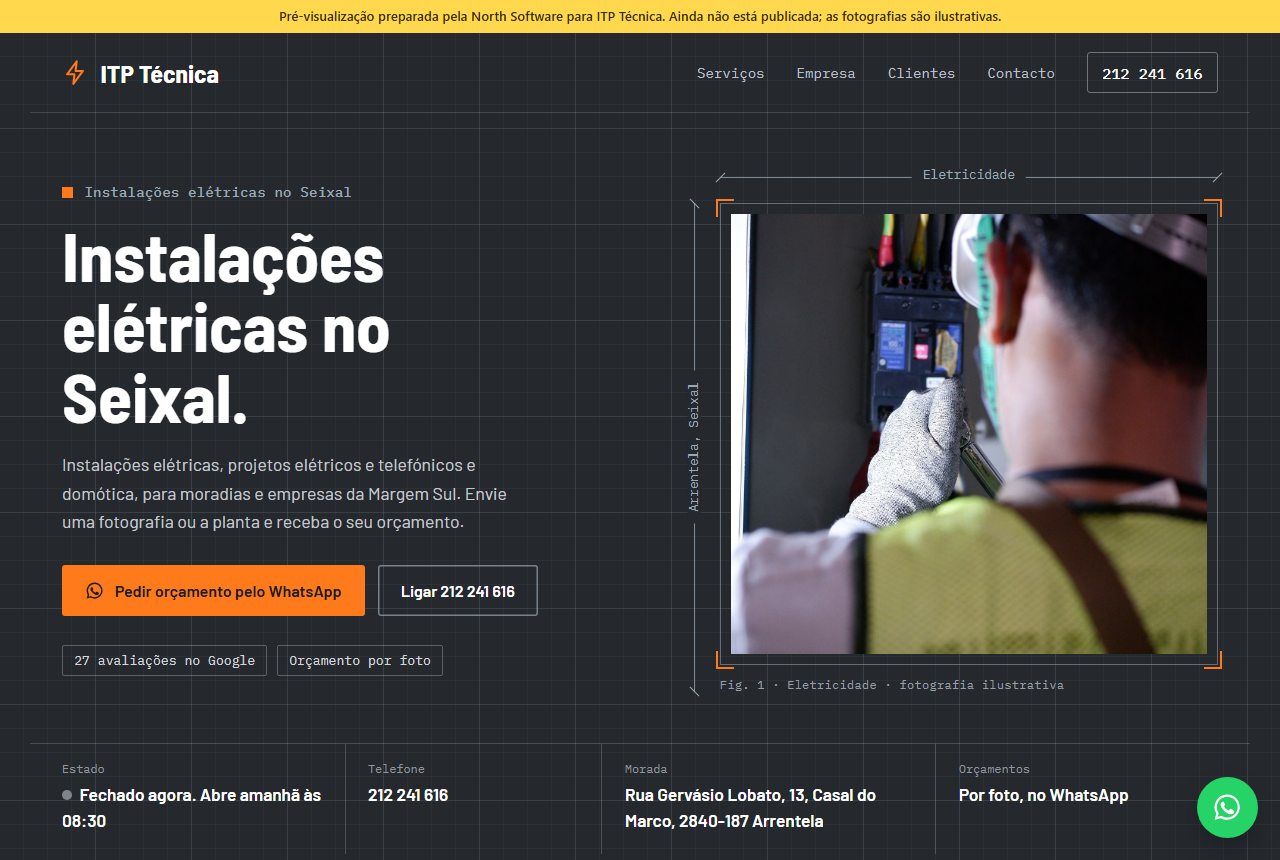 Pré-visualização preparada pela North Software para ITP Técnica. Ainda não está publicada; as fotografias são ilustrativas.
ITP Técnica
Serviços
Empresa
Clientes
Contacto
212 241 616
Instalações elétricas no Seixal
Instalações
elétricas no
Seixal.
Instalações elétricas, projetos elétricos e telefónicos e
domótica, para moradias e empresas da Margem Sul. Envie
uma fotografia ou a planta e receba o seu orçamento.
Pedir orçamento pelo WhatsApp
Ligar 212 241 616
27 avaliações no Google
Orçamento por foto
Eletricidade
Arrentela, Seixal
Fig. 1 · Eletricidade · fotografia ilustrativa
Estado
Fechado agora. Abre amanhã às
08:30
Telefone
212 241 616
Morada
Rua Gervásio Lobato, 13, Casal do
Marco, 2840-187 Arrentela
Orçamentos
Por foto, no WhatsApp